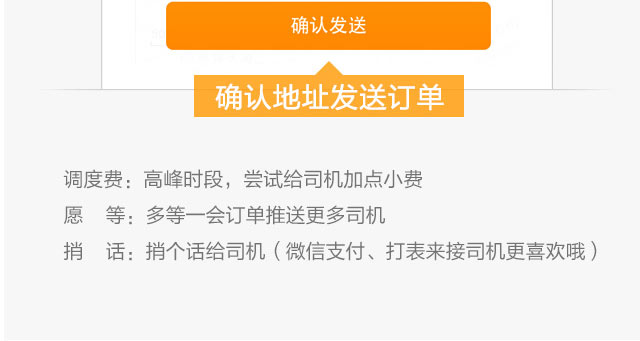 确认发送
确认地址发送订单
调度费：高峰时段，尝试给司机加点小费
愿 等：多等一会订单推送更多司机
捎 话：捎个话给司机（微信支付、打表来接司机更喜欢哦）